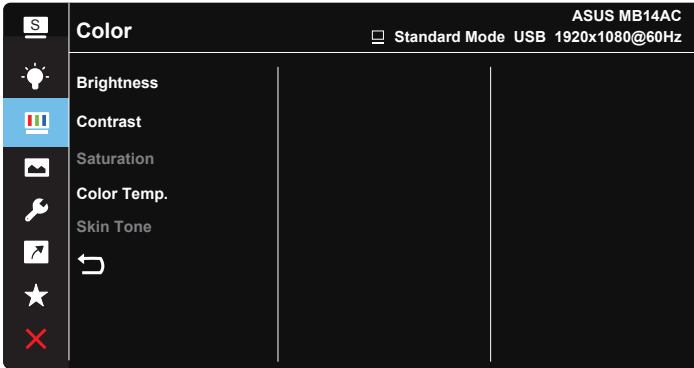 S
Color
ASUS MB14AC
Standard Mode USB 1920x1080@60Hz
Brightness
Contrast
Saturation
Color Temp.
Skin Tone